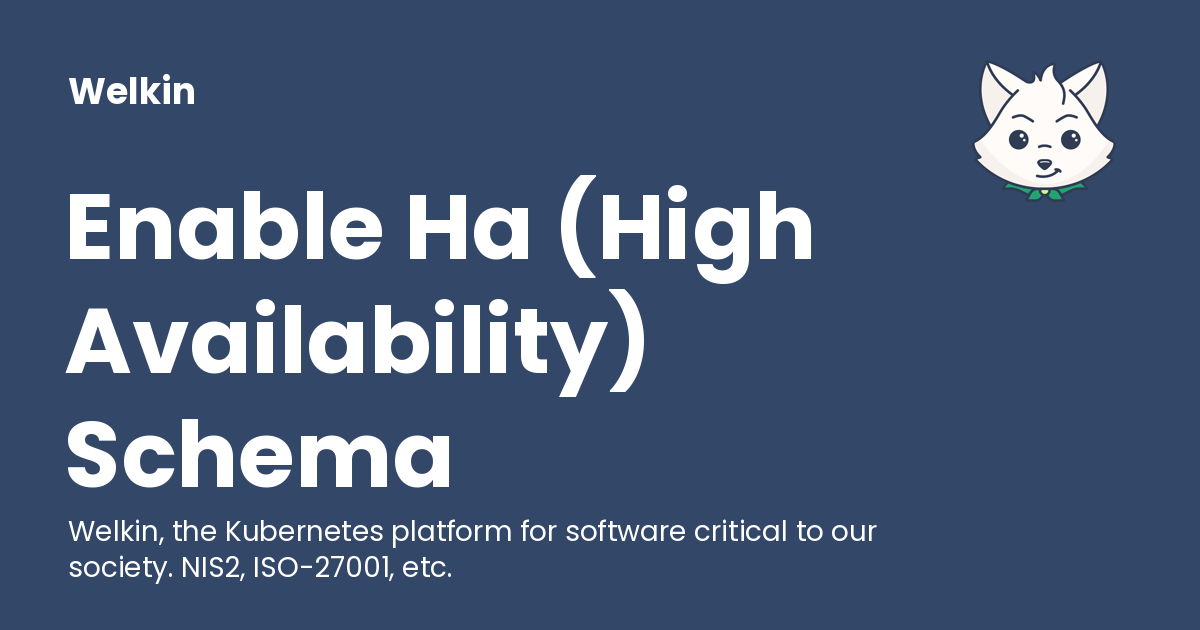 Welkin
Enable Ha (High
Availability)
Schema
Welkin, the Kubernetes platform for software critical to our
society. NIS2, ISO-27001, etc.